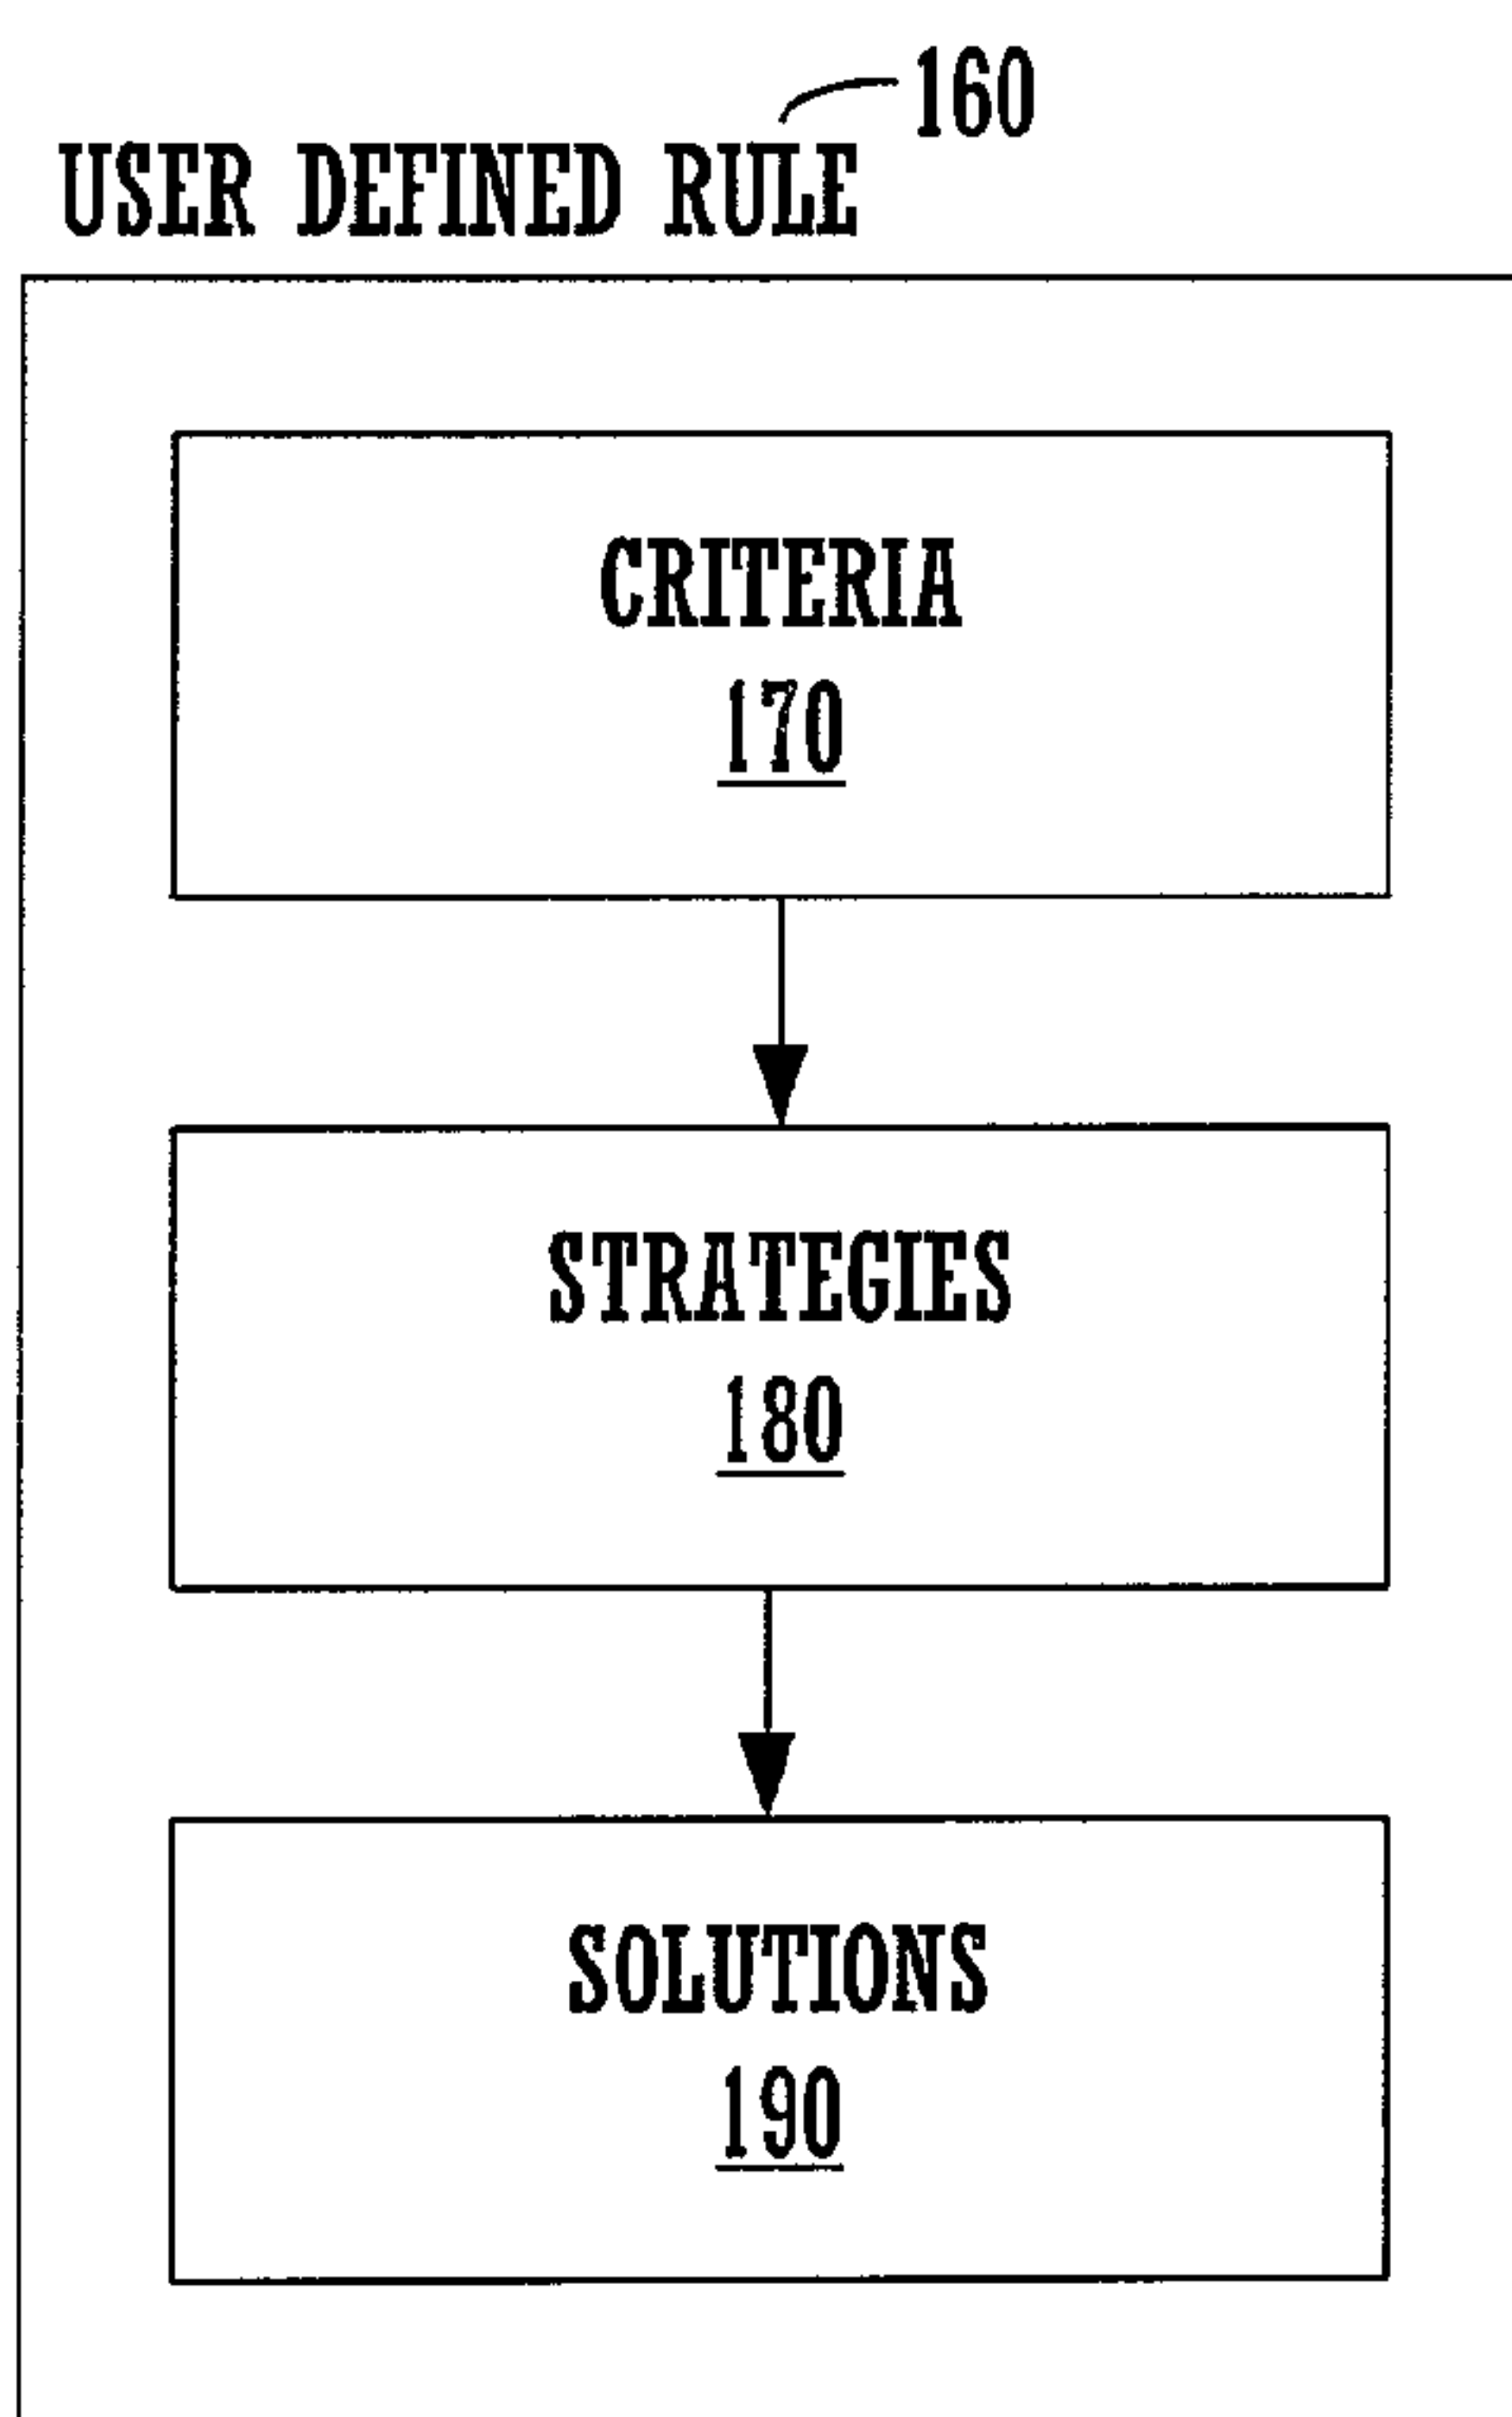 160
USER DEFINED RULE
CRITERIA
170
STRATEGIES
180
SOLUTIONS
190